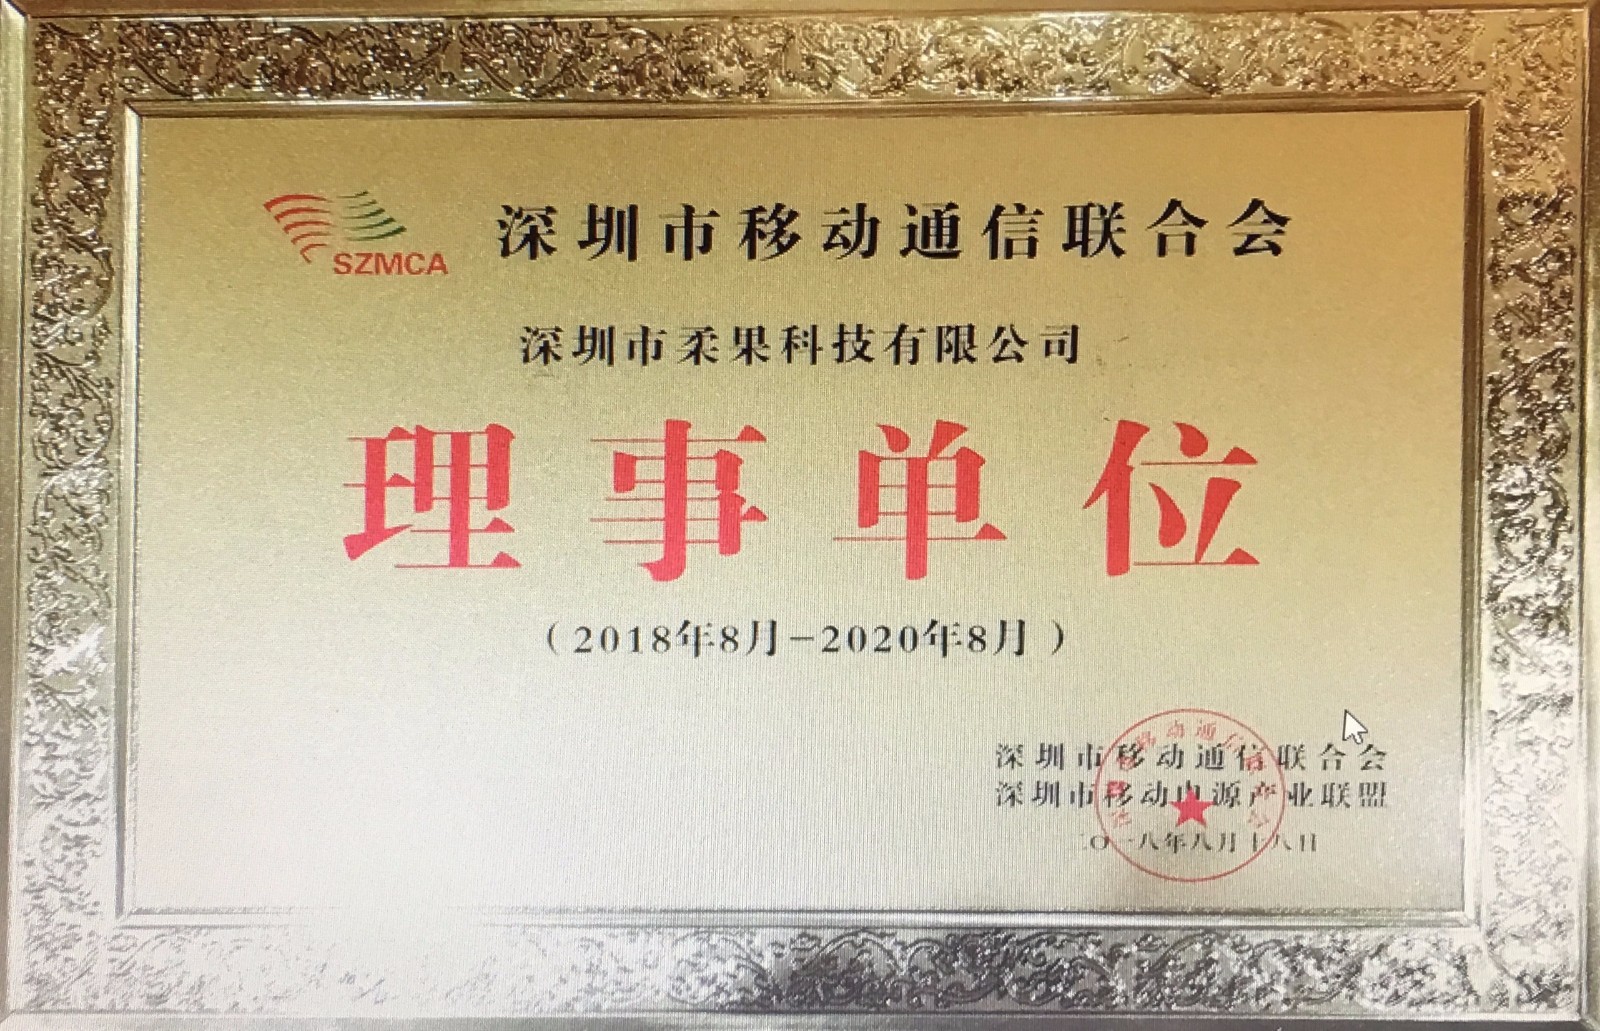 SZMCA 深圳市移动通信联合会
深圳市柔果科技有限公司
理事单位
（2018年8月－2020年8月）
深圳市移动通信联合会
深圳市移动电源产业联盟
二〇一八年八月十八日
移动通